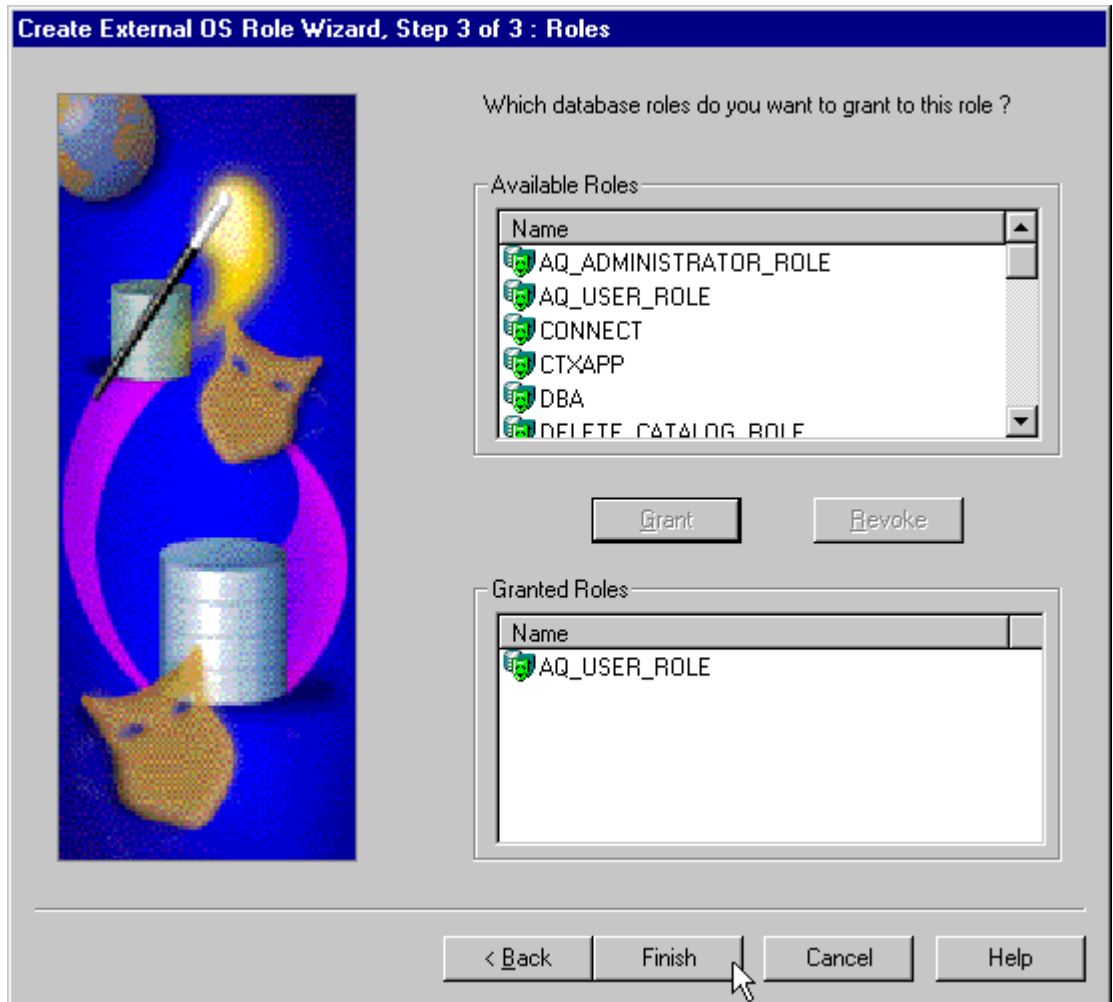 Create External OS Role Wizard, Step 3 of 3 : Roles
Which database roles do you want to grant to this role ?
Available Roles
Name
AQ_ADMINISTRATOR_ROLE
AQ_USER_ROLE
CONNECT
CTXAPP
DBA
DELETE_CATALOG_ROLE
Grant Revoke
Granted Roles
Name
AQ_USER_ROLE
< Back Finish Cancel Help